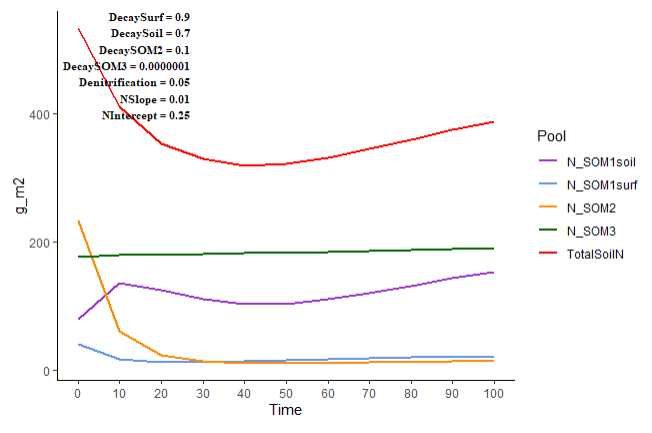 DecaySurf = 0.9
DecaySoil = 0.7
DecaySOM2 = 0.1
DecaySOM3 = 0.0000001
Denitrification = 0.05
NSlope = 0.01
NIntercept = 0.25
400
200
0
g_m2
0 10 20 30 40 50 60 70 80 90 100
Time
Pool
N_SOM1soil
N_SOM1surf
N_SOM2
N_SOM3
TotalSoilN